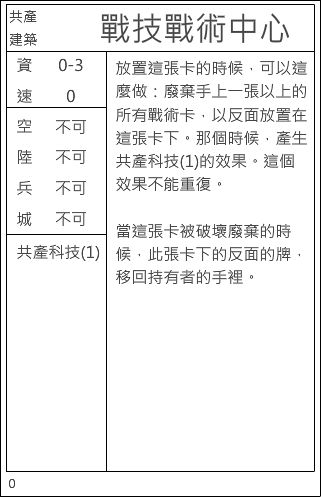 共產
建築
戰技戰術中心
資 0-3
速 0
空 不可
陸 不可
兵 不可
城 不可
共產科技(1)
放置這張卡的時候，可以這
麼做：廢棄手上一張以上的
所有戰術卡，以反面放置在
這張卡下。那個時候，產生
共產科技(1)的效果。這個
效果不能重復。
當這張卡被破壞廢棄的時
候，此張卡下的反面的牌，
移回持有者的手裡。
0